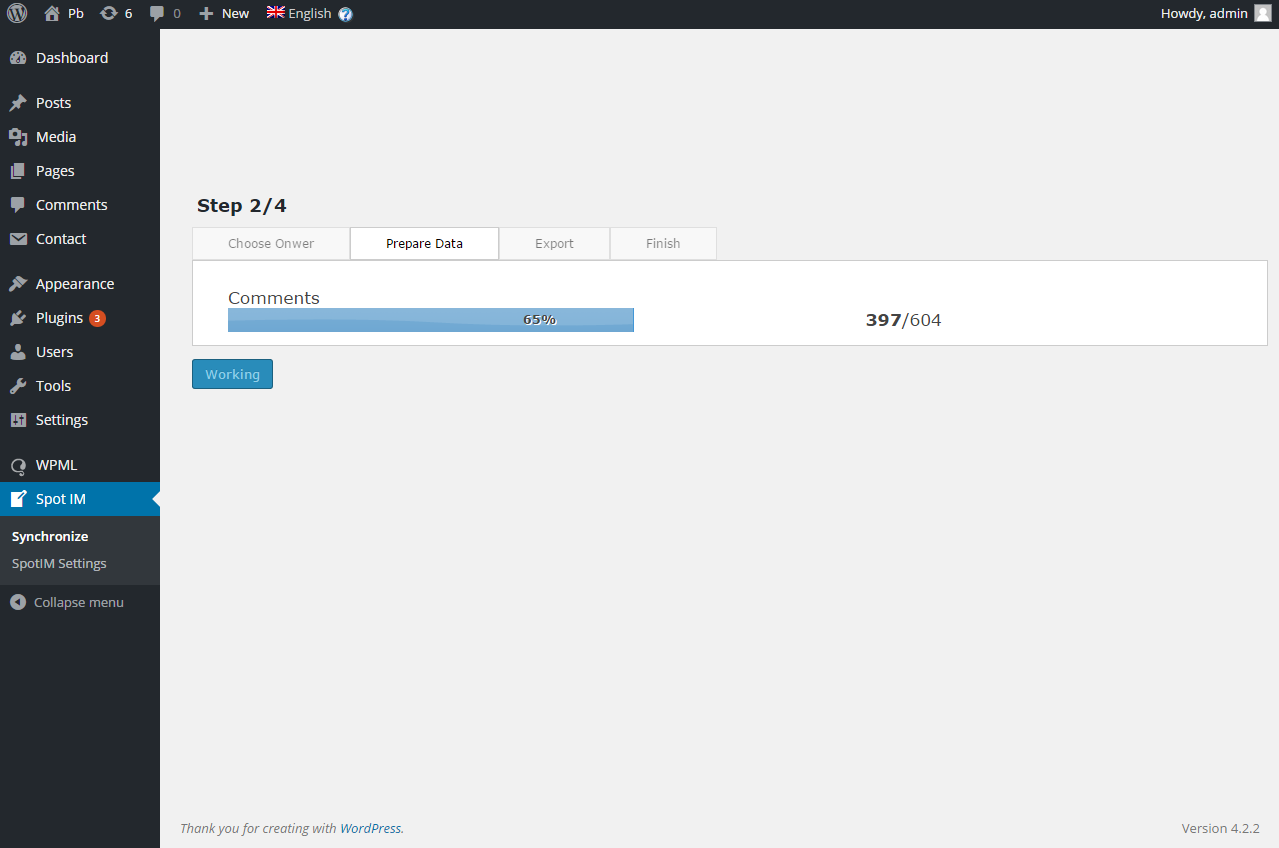 Pb 6 0 New English Howdy, admin
Dashboard
Posts
Media
Pages
Comments
Contact
Appearance
Plugins 3
Users
Tools
Settings
WPML
Spot IM
Synchronize
SpotIM Settings
Collapse menu
Step 2/4
Choose Onwer Prepare Data Export Finish
Comments
65% 397/604
Working
Thank you for creating with WordPress. Version 4.2.2